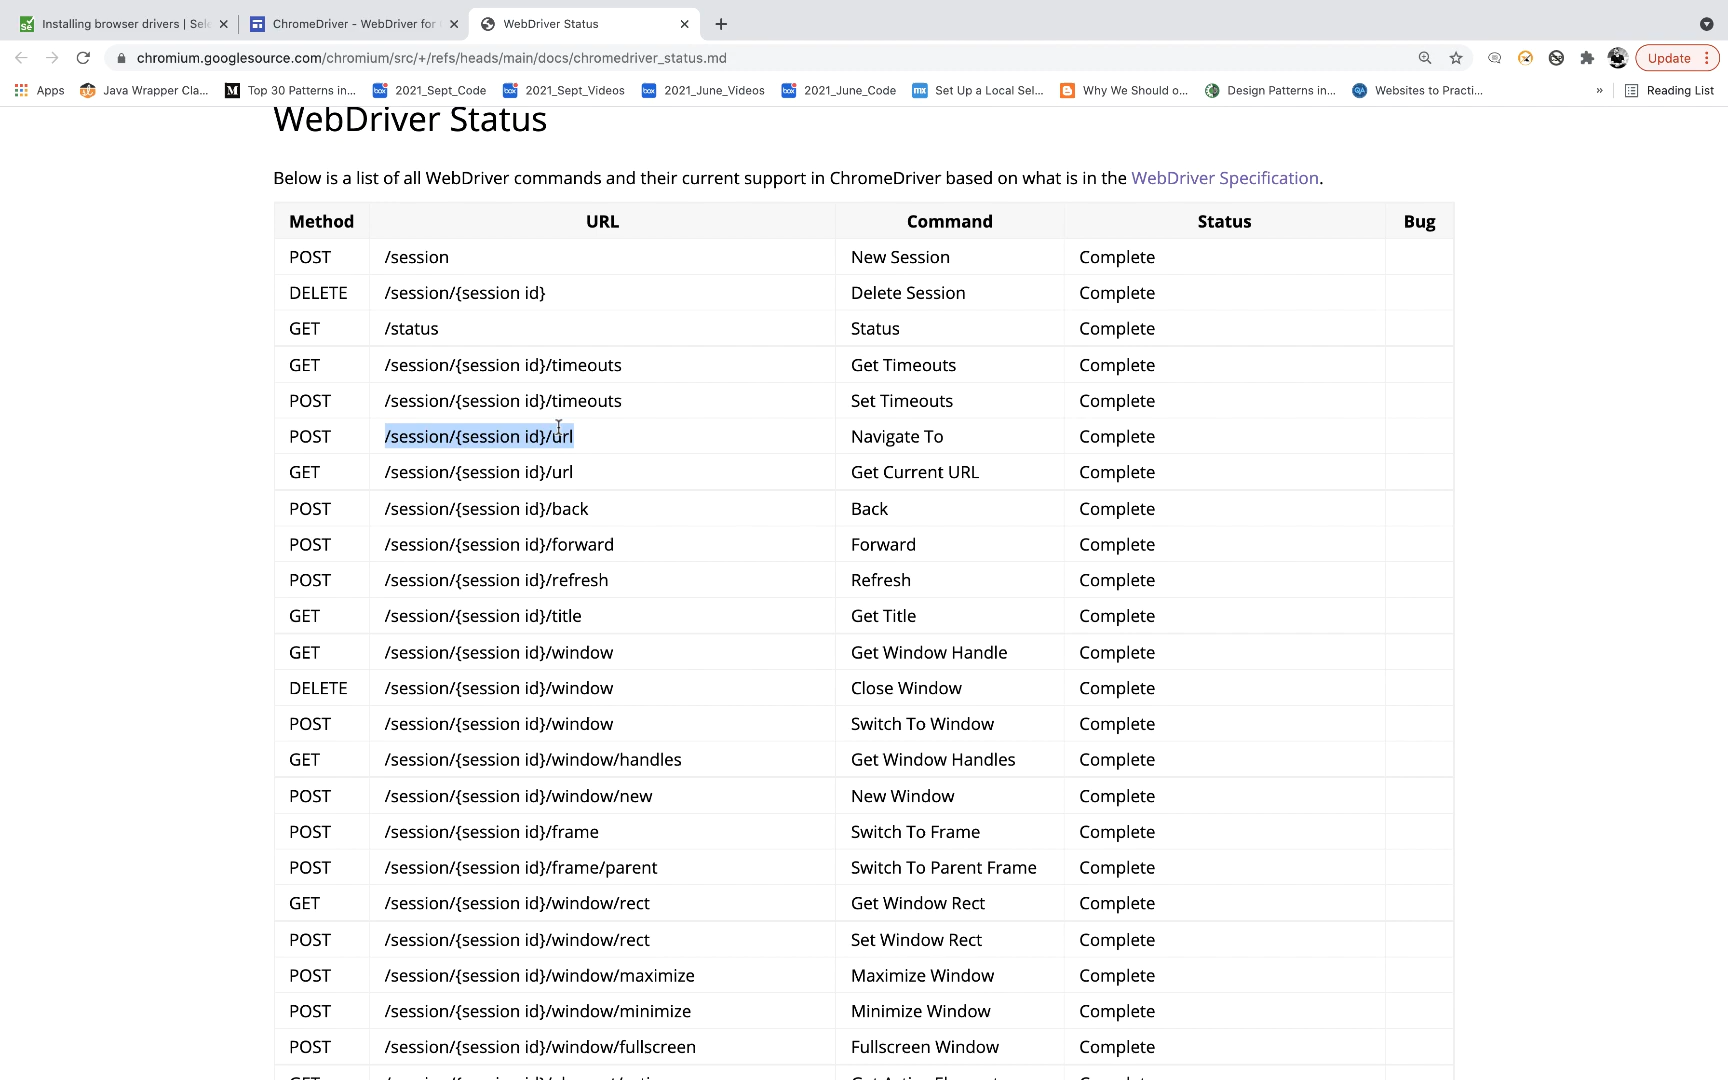 Installing browser drivers | Sel
ChromeDriver - WebDriver for
WebDriver Status
chromium.googlesource.com/chromium/src/+/refs/heads/main/docs/chromedriver_status.md
Update
Apps
Java Wrapper Cla...
Top 30 Patterns in...
2021_Sept_Code
2021_Sept_Videos
2021_June_Videos
2021_June_Code
Set Up a Local Sel...
Why We Should o...
Design Patterns in...
Websites to Practi...
»
Reading List
WebDriver Status
Below is a list of all WebDriver commands and their current support in ChromeDriver based on what is in the WebDriver Specification.
Method URL Command Status Bug
POST /session New Session Complete
DELETE /session/{session id} Delete Session Complete
GET /status Status Complete
GET /session/{session id}/timeouts Get Timeouts Complete
POST /session/{session id}/timeouts Set Timeouts Complete
POST /session/{session id}/url Navigate To Complete
GET /session/{session id}/url Get Current URL Complete
POST /session/{session id}/back Back Complete
POST /session/{session id}/forward Forward Complete
POST /session/{session id}/refresh Refresh Complete
GET /session/{session id}/title Get Title Complete
GET /session/{session id}/window Get Window Handle Complete
DELETE /session/{session id}/window Close Window Complete
POST /session/{session id}/window Switch To Window Complete
GET /session/{session id}/window/handles Get Window Handles Complete
POST /session/{session id}/window/new New Window Complete
POST /session/{session id}/frame Switch To Frame Complete
POST /session/{session id}/frame/parent Switch To Parent Frame Complete
GET /session/{session id}/window/rect Get Window Rect Complete
POST /session/{session id}/window/rect Set Window Rect Complete
POST /session/{session id}/window/maximize Maximize Window Complete
POST /session/{session id}/window/minimize Minimize Window Complete
POST /session/{session id}/window/fullscreen Fullscreen Window Complete